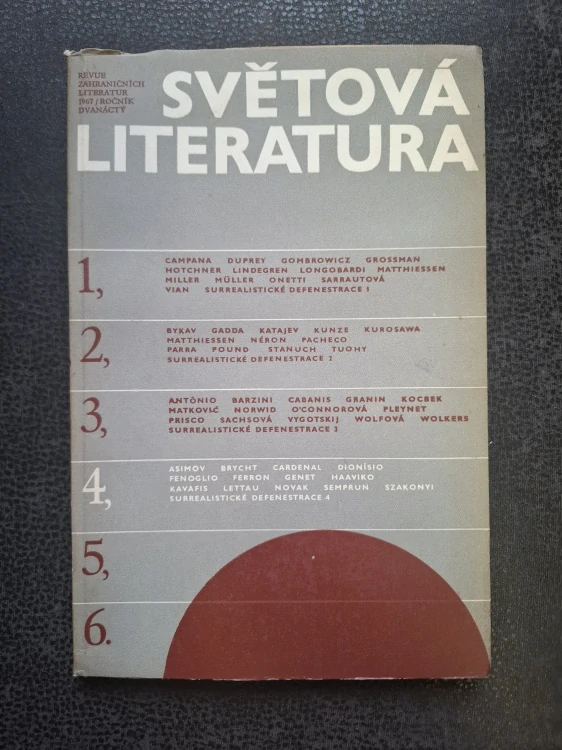 REVUE
ZAHRANIČNÍCH
LITERATUR
1967/ROČNÍK
DVANÁCTÝ
SVĚTOVÁ
LITERATURA
1,
CAMPANA DUPREY GOMBROWICZ GROSSMAN
HOTCHNER LINDEGREN LONGOBARDI MATTHIESSEN
MILLER MÜLLER ONETTI SARRAUTOVÁ
VIAN SURREALISTICKÉ DEFENESTRACE 1
2,
BYKAV GADDA KATAJEV KUNZE KUROSAWA
MATTHIESSEN NÉRON PACHECO
PARRA POUND STANUCH TUOHY
SURREALISTICKÉ DEFENESTRACE 2
3,
ANTÓNIO BARZINI CABANIS GRANIN KOCBEK
MATKOVIĆ NORWID O'CONNOROVÁ PLEYNET
PRISCO SACHSOVÁ VYGOTSKIJ WOLFOVÁ WOLKERS
SURREALISTICKÉ DEFENESTRACE 3
4,
ASIMOV BRYCHT CARDENAL DIONÍSIO
FENOGLIO FERRON GENET HAAVIKO
KAVAFIS LETTAU NOVAK SEMPRUN SZAKONYI
SURREALISTICKÉ DEFENESTRACE 4
5,
6.